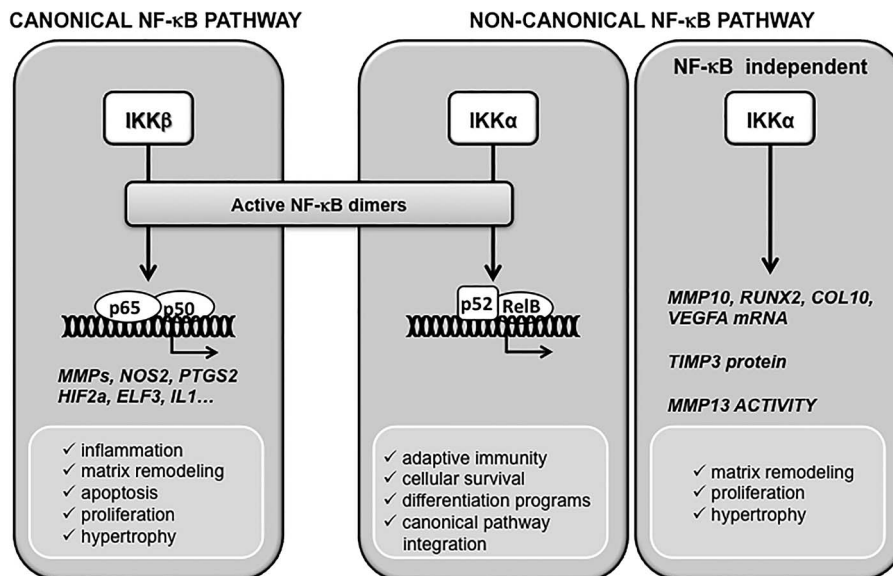 CANONICAL NF-κB PATHWAY
IKKβ
p65
p50
MMPs, NOS2, PTGS2
HIF2a, ELF3, IL1...
✓ inflammation
✓ matrix remodeling
✓ apoptosis
✓ proliferation
✓ hypertrophy
Active NF-κB dimers
NON-CANONICAL NF-κB PATHWAY
IKKα
p52
RelB
✓ adaptive immunity
✓ cellular survival
✓ differentiation programs
✓ canonical pathway
integration
NF-κB independent
IKKα
MMP10, RUNX2, COL10,
VEGFA mRNA
TIMP3 protein
MMP13 ACTIVITY
✓ matrix remodeling
✓ proliferation
✓ hypertrophy